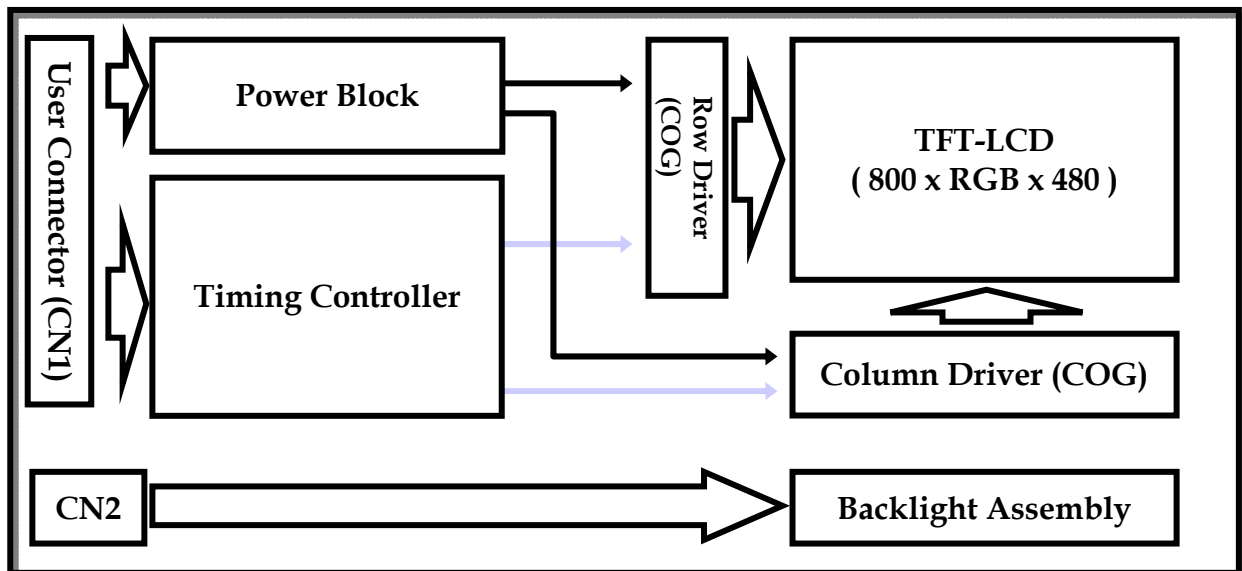 User Connector (CN1)
Power Block
Timing Controller
Row Driver
(COG)
TFT-LCD
( 800 x RGB x 480 )
Column Driver (COG)
CN2
Backlight Assembly